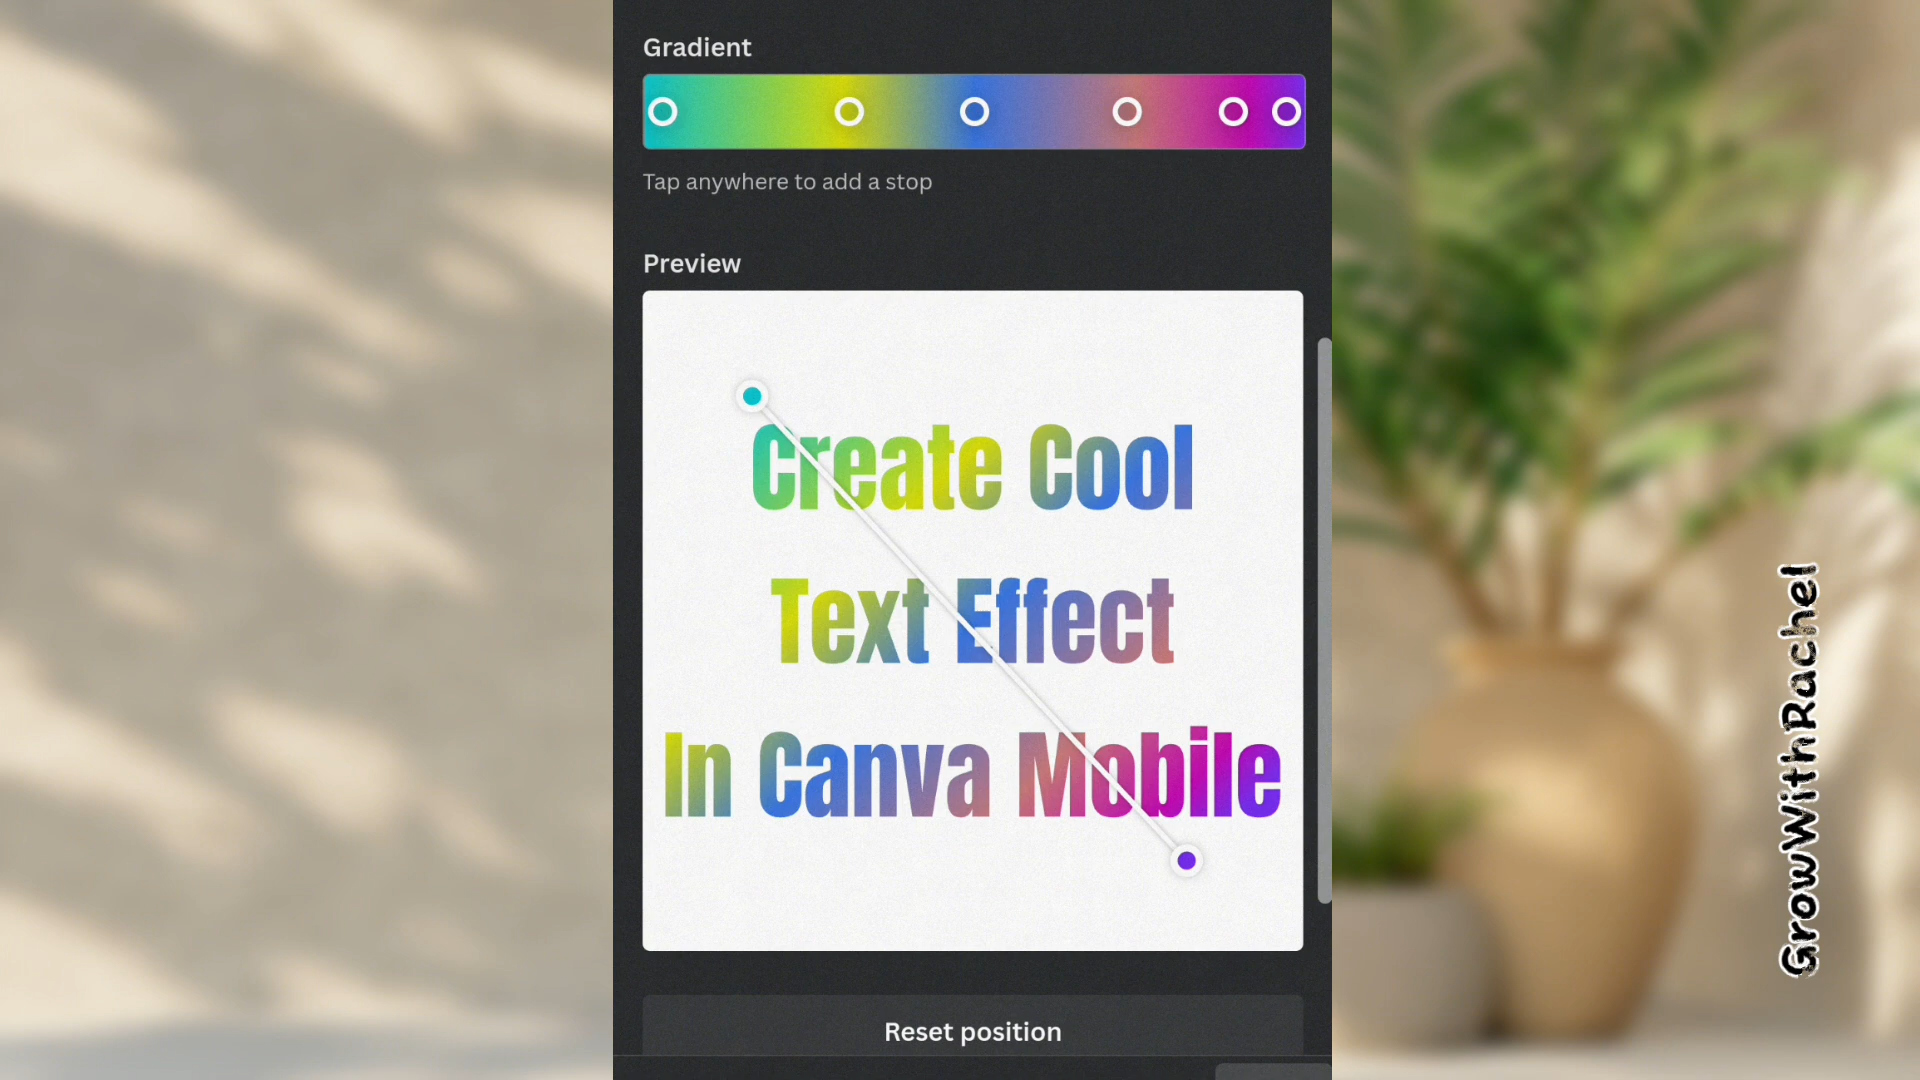 Gradient
Tap anywhere to add a stop
Preview
Create Cool
Text Effect
In Canva Mobile
Reset position
GrowWithRachel